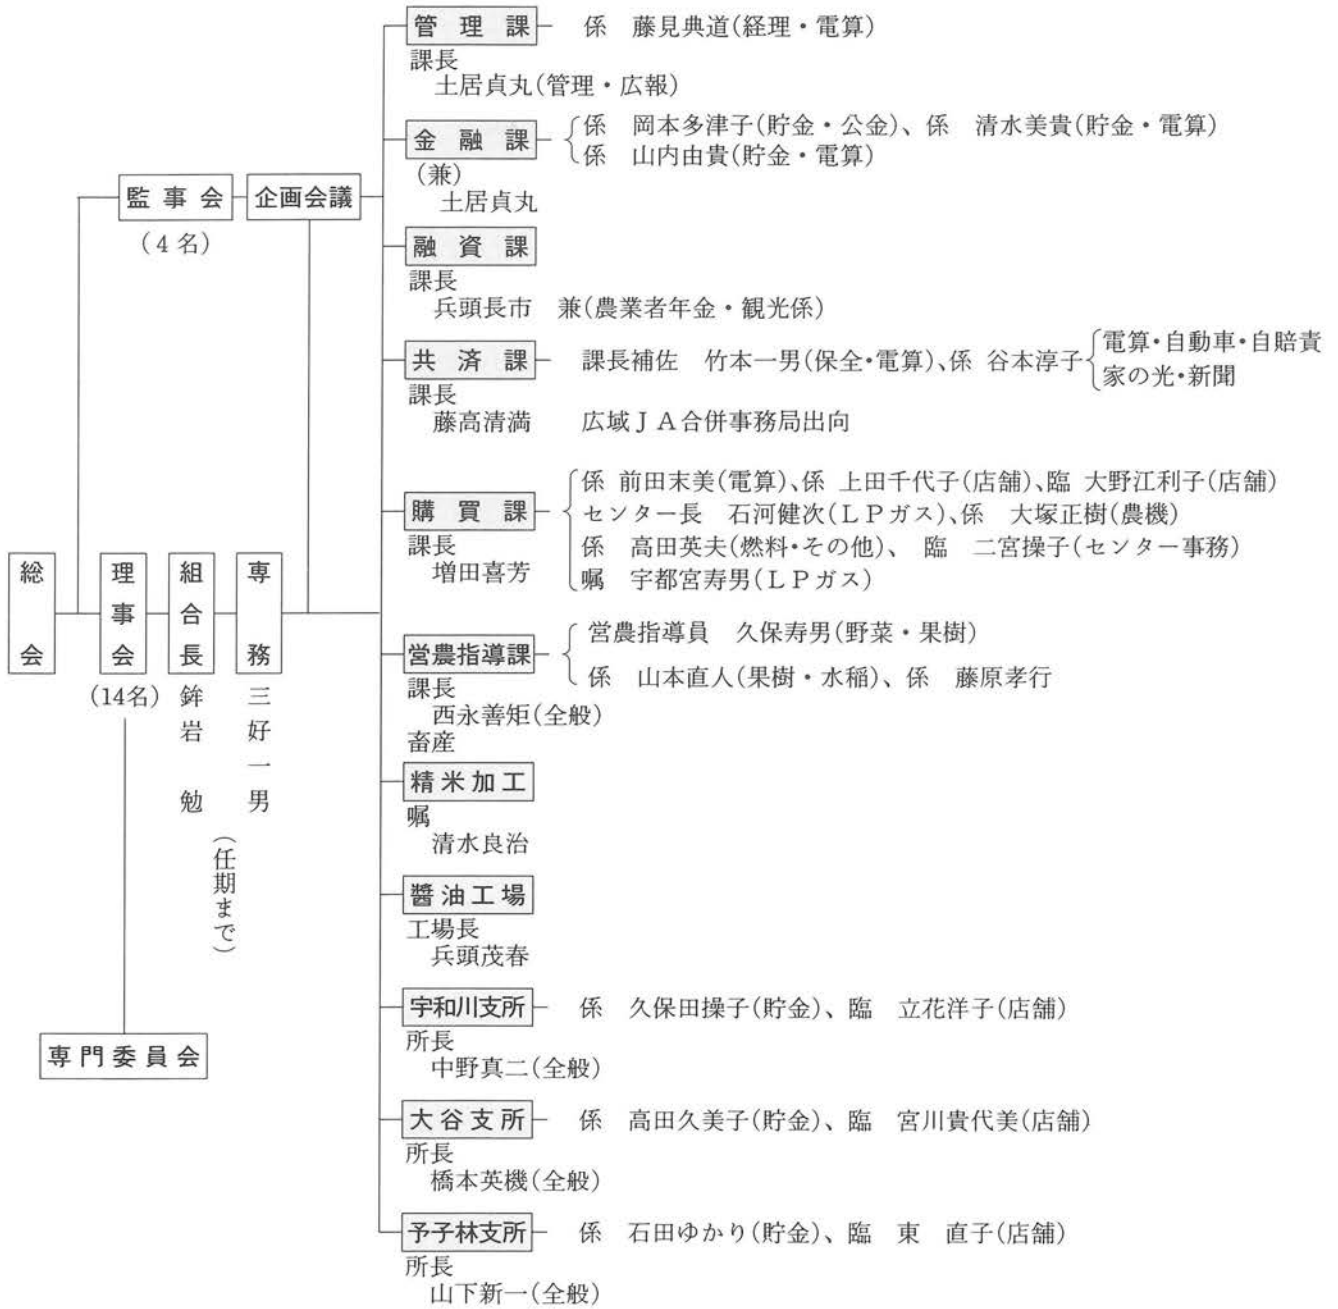 総会
理事会
(14名)
組合長
鉾岩　勉
専務
三好一男
(任期まで)
監事会
(4名)
企画会議
専門委員会
管理課　係　藤見典道(経理・電算)
課長
土居貞丸(管理・広報)
金融課　係　岡本多津子(貯金・公金)、係　清水美貴(貯金・電算)
係　山内由貴(貯金・電算)
(兼)
土居貞丸
融資課
課長
兵頭長市　兼(農業者年金・観光係)
共済課　課長補佐　竹本一男(保全・電算)、係　谷本淳子　電算・自動車・自賠責
家の光・新聞
課長
藤高清満　広域ＪＡ合併事務局出向
係　前田末美(電算)、係　上田千代子(店舗)、臨　大野江利子(店舗)
購買課　センター長　石河健次(ＬＰガス)、係　大塚正樹(農機)
課長　係　高田英夫(燃料・その他)、臨　二宮操子(センター事務)
増田喜芳　嘱　宇都宮寿男(ＬＰガス)
営農指導課　営農指導員　久保寿男(野菜・果樹)
係　山本直人(果樹・水稲)、係　藤原孝行
課長
西永善矩(全般)
畜産
精米加工
嘱
清水良治
醬油工場
工場長
兵頭茂春
宇和川支所　係　久保田操子(貯金)、臨　立花洋子(店舗)
所長
中野真二(全般)
大谷支所　係　高田久美子(貯金)、臨　宮川貴代美(店舗)
所長
橋本英機(全般)
予子林支所　係　石田ゆかり(貯金)、臨　東　直子(店舗)
所長
山下新一(全般)